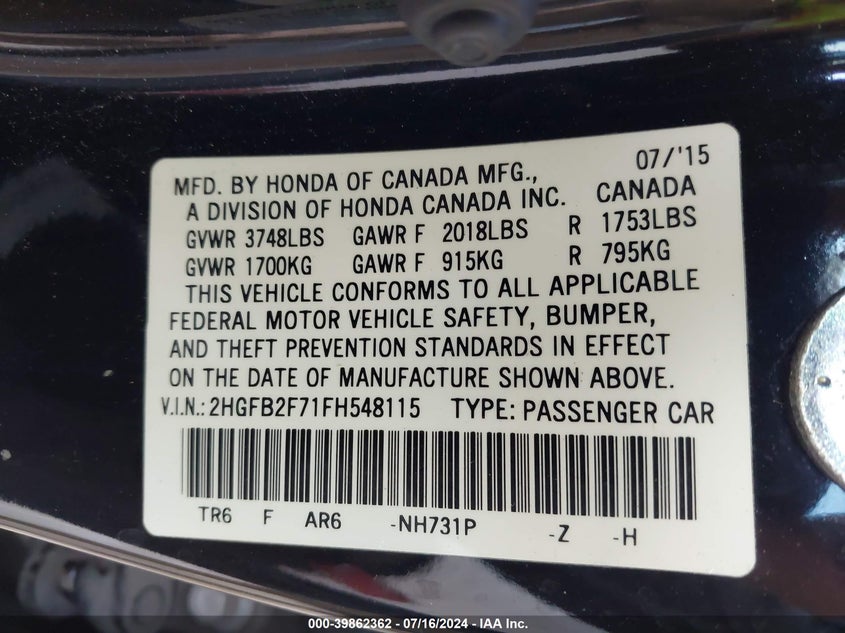 07/'15
MFD. BY HONDA OF CANADA MFG.,
A DIVISION OF HONDA CANADA INC. CANADA
GVWR 3748LBS GAWR F 2018LBS R 1753LBS
GVWR 1700KG GAWR F 915KG R 795KG
THIS VEHICLE CONFORMS TO ALL APPLICABLE
FEDERAL MOTOR VEHICLE SAFETY, BUMPER,
AND THEFT PREVENTION STANDARDS IN EFFECT
ON THE DATE OF MANUFACTURE SHOWN ABOVE.
V.I.N.: 2HGFB2F71FH548115 TYPE: PASSENGER CAR
TR6 F AR6 -NH731P -Z -H
000-39862362 - 07/16/2024 - IAA Inc.